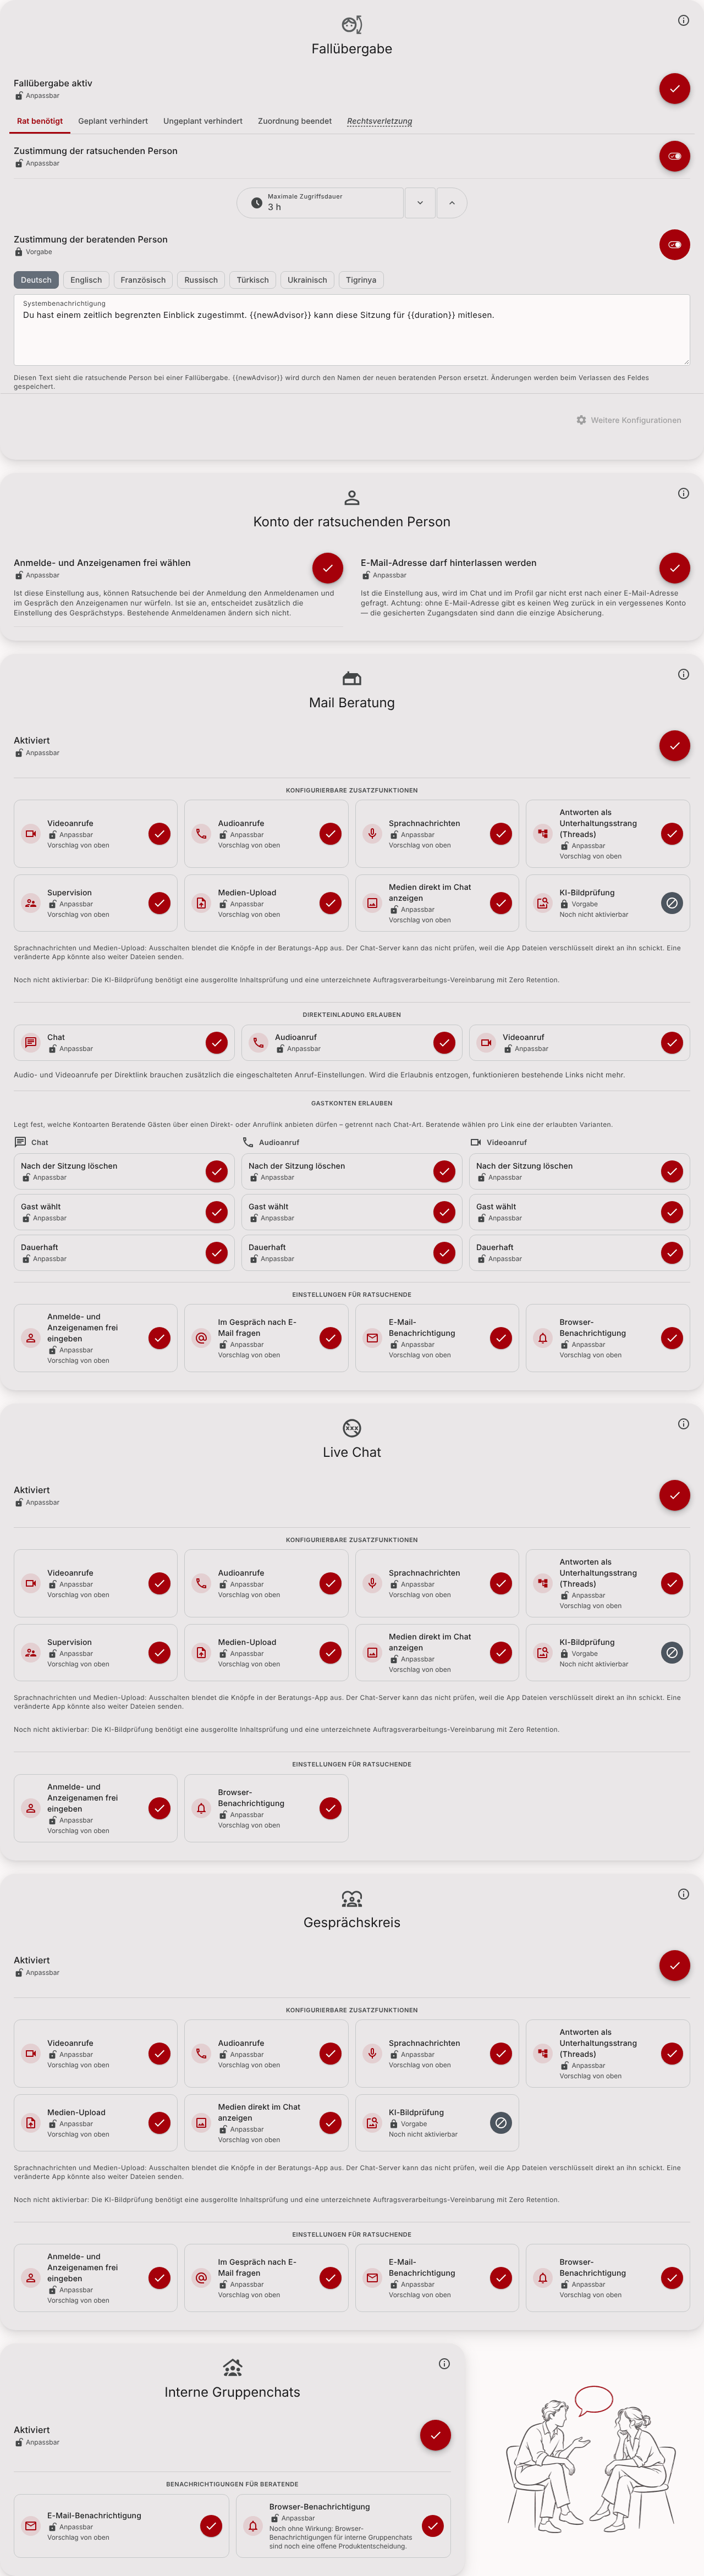 Fallübergabe
Fallübergabe aktiv
Anpassbar
Rat benötigt
Geplant verhindert
Ungeplant verhindert
Zuordnung beendet
Rechtsverletzung
Zustimmung der ratsuchenden Person
Anpassbar
Maximale Zugriffsdauer
3 h
Zustimmung der beratenden Person
Vorgabe
Deutsch
Englisch
Französisch
Russisch
Türkisch
Ukrainisch
Tigrinya
Systembenachrichtigung
Du hast einem zeitlich begrenzten Einblick zugestimmt. {{newAdvisor}} kann diese Sitzung für {{duration}} mitlesen.
Diesen Text sieht die ratsuchende Person bei einer Fallübergabe. {{newAdvisor}} wird durch den Namen der neuen beratenden Person ersetzt. Änderungen werden beim Verlassen des Feldes
gespeichert.
Weitere Konfigurationen
Konto der ratsuchenden Person
Anmelde- und Anzeigenamen frei wählen
Anpassbar
Ist diese Einstellung aus, können Ratsuchende bei der Anmeldung den Anmeldenamen und
im Gespräch den Anzeigenamen nur würfeln. Ist sie an, entscheidet zusätzlich die
Einstellung des Gesprächstyps. Bestehende Anmeldenamen ändern sich nicht.
E-Mail-Adresse darf hinterlassen werden
Anpassbar
Ist die Einstellung aus, wird im Chat und im Profil gar nicht erst nach einer E-Mail-Adresse
gefragt. Achtung: ohne E-Mail-Adresse gibt es keinen Weg zurück in ein vergessenes Konto
— die gesicherten Zugangsdaten sind dann die einzige Absicherung.
Mail Beratung
Aktiviert
Anpassbar
KONFIGURIERBARE ZUSATZFUNKTIONEN
Videoanrufe
Anpassbar
Vorschlag von oben
Audioanrufe
Anpassbar
Vorschlag von oben
Sprachnachrichten
Anpassbar
Vorschlag von oben
Antworten als
Unterhaltungsstrang
(Threads)
Anpassbar
Vorschlag von oben
Supervision
Anpassbar
Vorschlag von oben
Medien-Upload
Anpassbar
Vorschlag von oben
Medien direkt im Chat
anzeigen
Anpassbar
Vorschlag von oben
KI-Bildprüfung
Vorgabe
Noch nicht aktivierbar
Sprachnachrichten und Medien-Upload: Ausschalten blendet die Knöpfe in der Beratungs-App aus. Der Chat-Server kann das nicht prüfen, weil die App Dateien verschlüsselt direkt an ihn schickt. Eine
veränderte App könnte also weiter Dateien senden.
Noch nicht aktivierbar: Die KI-Bildprüfung benötigt eine ausgerollte Inhaltsprüfung und eine unterzeichnete Auftragsverarbeitungs-Vereinbarung mit Zero Retention.
DIREKTEINLADUNG ERLAUBEN
Chat
Anpassbar
Audioanruf
Anpassbar
Videoanruf
Anpassbar
Audio- und Videoanrufe per Direktlink brauchen zusätzlich die eingeschalteten Anruf-Einstellungen. Wird die Erlaubnis entzogen, funktionieren bestehende Links nicht mehr.
GASTKONTEN ERLAUBEN
Legt fest, welche Kontoarten Beratende Gästen über einen Direkt- oder Anruflink anbieten dürfen – getrennt nach Chat-Art. Beratende wählen pro Link eine der erlaubten Varianten.
Chat
Audioanruf
Videoanruf
Nach der Sitzung löschen
Anpassbar
Nach der Sitzung löschen
Anpassbar
Nach der Sitzung löschen
Anpassbar
Gast wählt
Anpassbar
Gast wählt
Anpassbar
Gast wählt
Anpassbar
Dauerhaft
Anpassbar
Dauerhaft
Anpassbar
Dauerhaft
Anpassbar
EINSTELLUNGEN FÜR RATSUCHENDE
Anmelde- und
Anzeigenamen frei
eingeben
Anpassbar
Vorschlag von oben
Im Gespräch nach E-
Mail fragen
Anpassbar
Vorschlag von oben
E-Mail-
Benachrichtigung
Anpassbar
Vorschlag von oben
Browser-
Benachrichtigung
Anpassbar
Vorschlag von oben
Live Chat
Aktiviert
Anpassbar
KONFIGURIERBARE ZUSATZFUNKTIONEN
Videoanrufe
Anpassbar
Vorschlag von oben
Audioanrufe
Anpassbar
Vorschlag von oben
Sprachnachrichten
Anpassbar
Vorschlag von oben
Antworten als
Unterhaltungsstrang
(Threads)
Anpassbar
Vorschlag von oben
Supervision
Anpassbar
Vorschlag von oben
Medien-Upload
Anpassbar
Vorschlag von oben
Medien direkt im Chat
anzeigen
Anpassbar
Vorschlag von oben
KI-Bildprüfung
Vorgabe
Noch nicht aktivierbar
Sprachnachrichten und Medien-Upload: Ausschalten blendet die Knöpfe in der Beratungs-App aus. Der Chat-Server kann das nicht prüfen, weil die App Dateien verschlüsselt direkt an ihn schickt. Eine
veränderte App könnte also weiter Dateien senden.
Noch nicht aktivierbar: Die KI-Bildprüfung benötigt eine ausgerollte Inhaltsprüfung und eine unterzeichnete Auftragsverarbeitungs-Vereinbarung mit Zero Retention.
EINSTELLUNGEN FÜR RATSUCHENDE
Anmelde- und
Anzeigenamen frei
eingeben
Anpassbar
Vorschlag von oben
Browser-
Benachrichtigung
Anpassbar
Vorschlag von oben
Gesprächskreis
Aktiviert
Anpassbar
KONFIGURIERBARE ZUSATZFUNKTIONEN
Videoanrufe
Anpassbar
Vorschlag von oben
Audioanrufe
Anpassbar
Vorschlag von oben
Sprachnachrichten
Anpassbar
Vorschlag von oben
Antworten als
Unterhaltungsstrang
(Threads)
Anpassbar
Vorschlag von oben
Medien-Upload
Anpassbar
Vorschlag von oben
Medien direkt im Chat
anzeigen
Anpassbar
Vorschlag von oben
KI-Bildprüfung
Vorgabe
Noch nicht aktivierbar
Sprachnachrichten und Medien-Upload: Ausschalten blendet die Knöpfe in der Beratungs-App aus. Der Chat-Server kann das nicht prüfen, weil die App Dateien verschlüsselt direkt an ihn schickt. Eine
veränderte App könnte also weiter Dateien senden.
Noch nicht aktivierbar: Die KI-Bildprüfung benötigt eine ausgerollte Inhaltsprüfung und eine unterzeichnete Auftragsverarbeitungs-Vereinbarung mit Zero Retention.
EINSTELLUNGEN FÜR RATSUCHENDE
Anmelde- und
Anzeigenamen frei
eingeben
Anpassbar
Vorschlag von oben
Im Gespräch nach E-
Mail fragen
Anpassbar
Vorschlag von oben
E-Mail-
Benachrichtigung
Anpassbar
Vorschlag von oben
Browser-
Benachrichtigung
Anpassbar
Vorschlag von oben
Interne Gruppenchats
Aktiviert
Anpassbar
BENACHRICHTIGUNGEN FÜR BERATENDE
E-Mail-Benachrichtigung
Anpassbar
Vorschlag von oben
Browser-Benachrichtigung
Anpassbar
Noch ohne Wirkung: Browser-
Benachrichtigungen für interne Gruppenchats
sind noch eine offene Produktentscheidung.